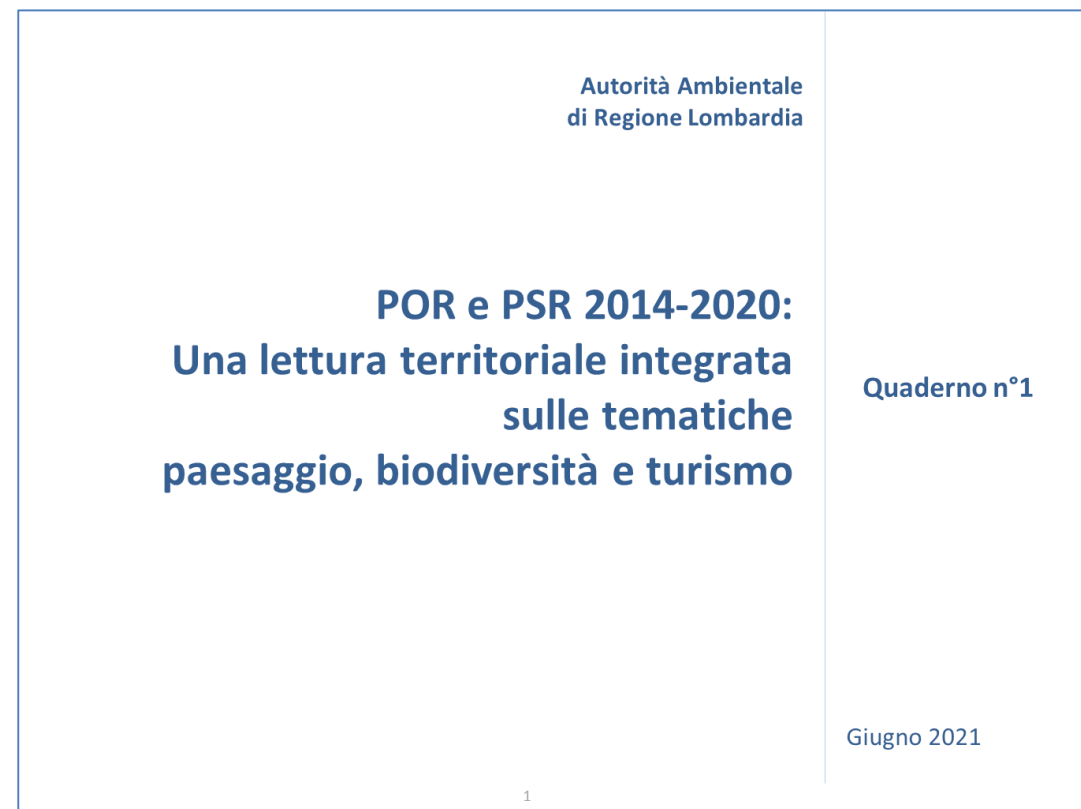 Autorità Ambientale
di Regione Lombardia
POR e PSR 2014-2020:
Una lettura territoriale integrata
sulle tematiche
paesaggio, biodiversità e turismo
Quaderno n°1
Giugno 2021
1